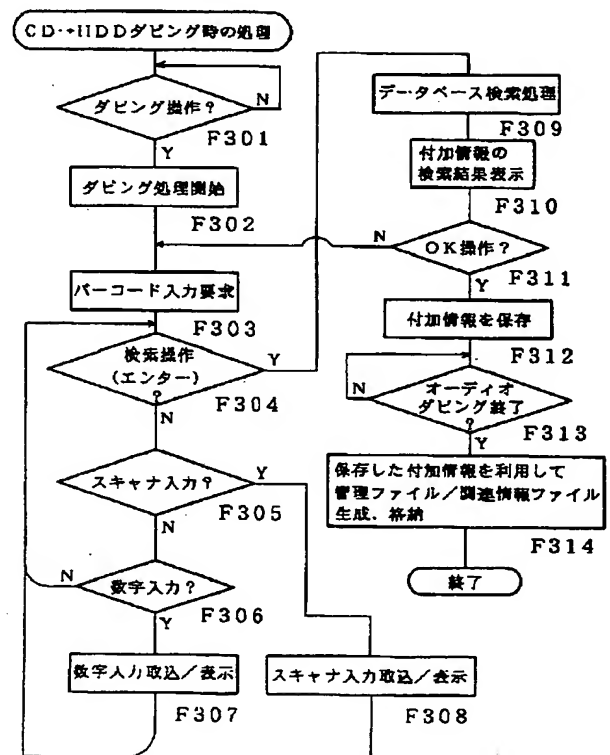 CD→HDDダビング時の処理
ダビング操作?
N
F301
Y
ダビング処理開始
F302
バーコード入力要求
F303
検索操作
(エンター)
?
Y
F304
N
スキャナ入力?
Y
F305
N
数字入力?
N
F306
Y
数字入力取込/表示
F307
スキャナ入力取込/表示
F308
データベース検索処理
F309
付加情報の
検索結果表示
F310
N
OK操作?
F311
Y
付加情報を保存
F312
オーディオ
ダビング終了
?
N
F313
Y
保存した付加情報を利用して
管理ファイル/関連情報ファイル
生成、格納
F314
終了